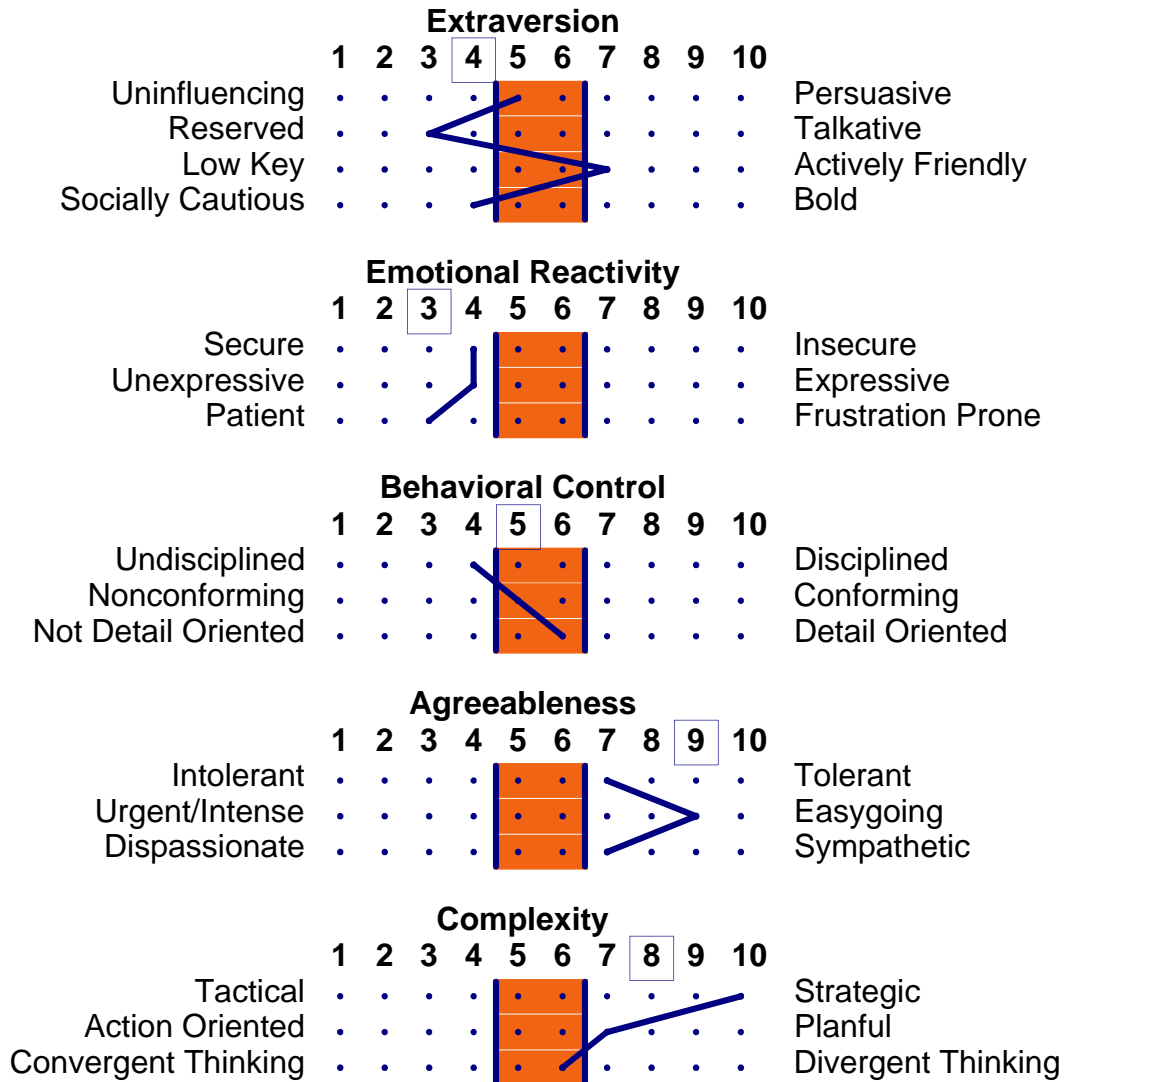 Extraversion
1 2 3 4 5 6 7 8 9 10
Uninfluencing Persuasive
Reserved Talkative
Low Key Actively Friendly
Socially Cautious Bold
Emotional Reactivity
1 2 3 4 5 6 7 8 9 10
Secure Insecure
Unexpressive Expressive
Patient Frustration Prone
Behavioral Control
1 2 3 4 5 6 7 8 9 10
Undisciplined Disciplined
Nonconforming Conforming
Not Detail Oriented Detail Oriented
Agreeableness
1 2 3 4 5 6 7 8 9 10
Intolerant Tolerant
Urgent/Intense Easygoing
Dispassionate Sympathetic
Complexity
1 2 3 4 5 6 7 8 9 10
Tactical Strategic
Action Oriented Planful
Convergent Thinking Divergent Thinking